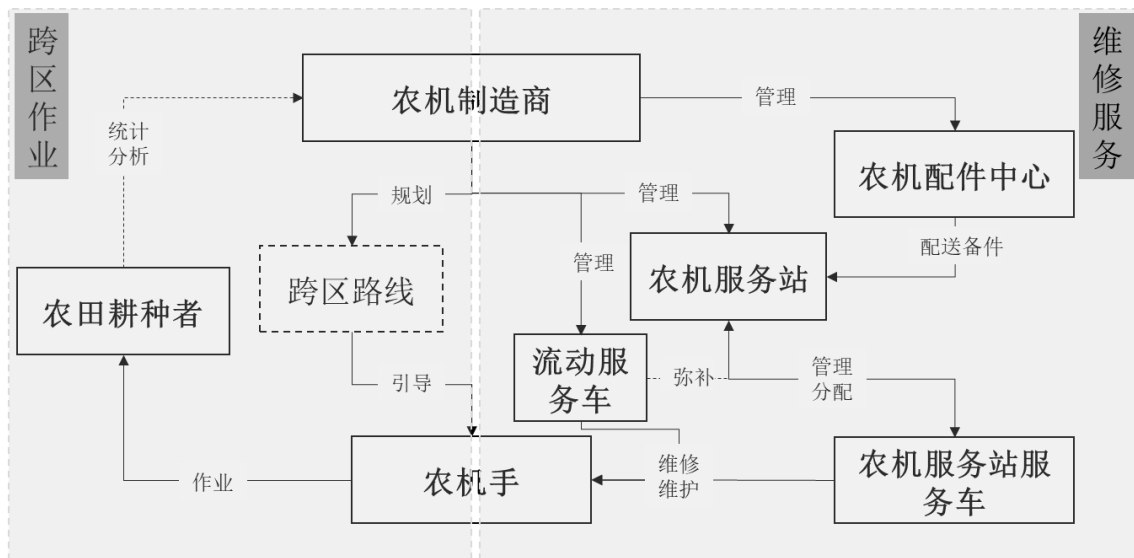 跨区作业
维修服务
农机制造商
管理
统计
分析
农机配件中心
规划
管理
配送备件
跨区路线
管理
农机服务站
农田耕种者
流动服
务车
弥补
管理
分配
引导
农机手
作业
维修
维护
农机服务站服
务车